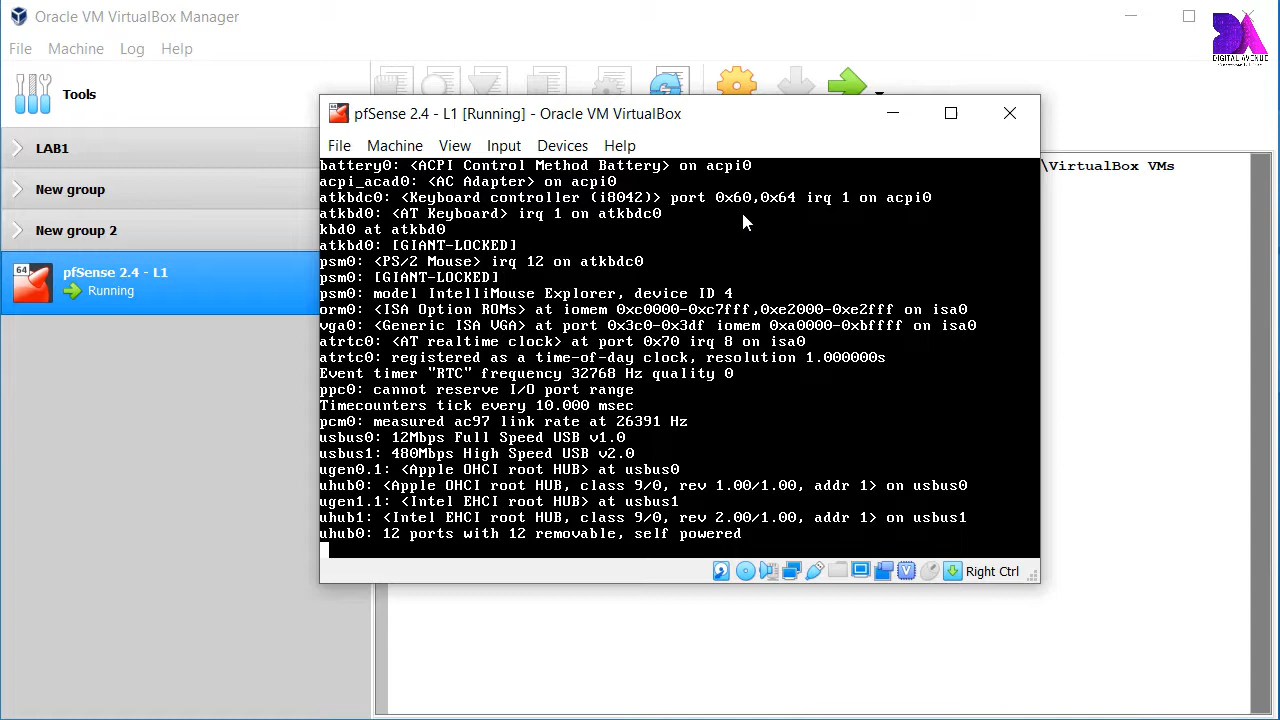 Oracle VM VirtualBox Manager
File Machine Log Help
DIGITAL AVENUE
Tools
LAB1
New group
New group 2
64
pfSense 2.4 - L1
Running
\VirtualBox VMs
64
pfSense 2.4 - L1 [Running] - Oracle VM VirtualBox
File Machine View Input Devices Help
battery0: <ACPI Control Method Battery> on acpi0
acpi_acad0: <AC Adapter> on acpi0
atkbdc0: <Keyboard controller (i8042)> port 0x60,0x64 irq 1 on acpi0
atkbd0: <AT Keyboard> irq 1 on atkbdc0
kbd0 at atkbd0
atkbd0: [GIANT-LOCKED]
psm0: <PS/2 Mouse> irq 12 on atkbdc0
psm0: [GIANT-LOCKED]
psm0: model IntelliMouse Explorer, device ID 4
orm0: <ISA Option ROMs> at iomem 0xc0000-0xc7fff,0xe2000-0xe2fff on isa0
vga0: <Generic ISA VGA> at port 0x3c0-0x3df iomem 0xa0000-0xbffff on isa0
atrtc0: <AT realtime clock> at port 0x70 irq 8 on isa0
atrtc0: registered as a time-of-day clock, resolution 1.000000s
Event timer "RTC" frequency 32768 Hz quality 0
ppc0: cannot reserve I/O port range
Timecounters tick every 10.000 msec
pcm0: measured ac97 link rate at 26391 Hz
usbus0: 12Mbps Full Speed USB v1.0
usbus1: 480Mbps High Speed USB v2.0
ugen0.1: <Apple OHCI root HUB> at usbus0
uhub0: <Apple OHCI root HUB, class 9/0, rev 1.00/1.00, addr 1> on usbus0
ugen1.1: <Intel EHCI root HUB> at usbus1
uhub1: <Intel EHCI root HUB, class 9/0, rev 2.00/1.00, addr 1> on usbus1
uhub0: 12 ports with 12 removable, self powered
Right Ctrl